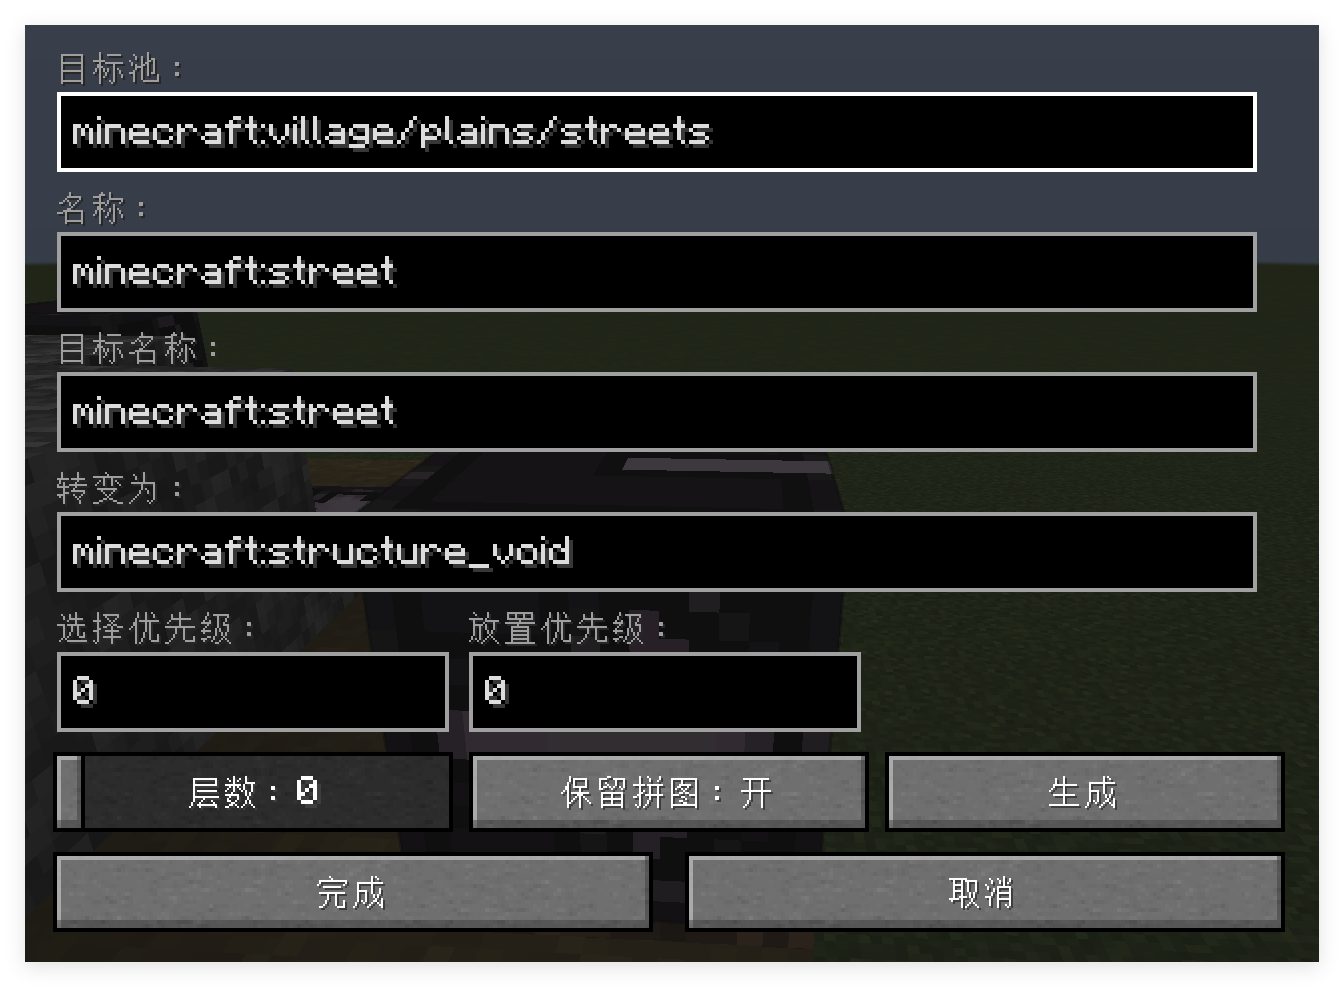 目标池：
minecraft:village/plains/streets
名称：
minecraft:street
目标名称：
minecraft:street
转变为：
minecraft:structure_void
选择优先级： 放置优先级：
0 0
层数：0 保留拼图：开 生成
完成 取消